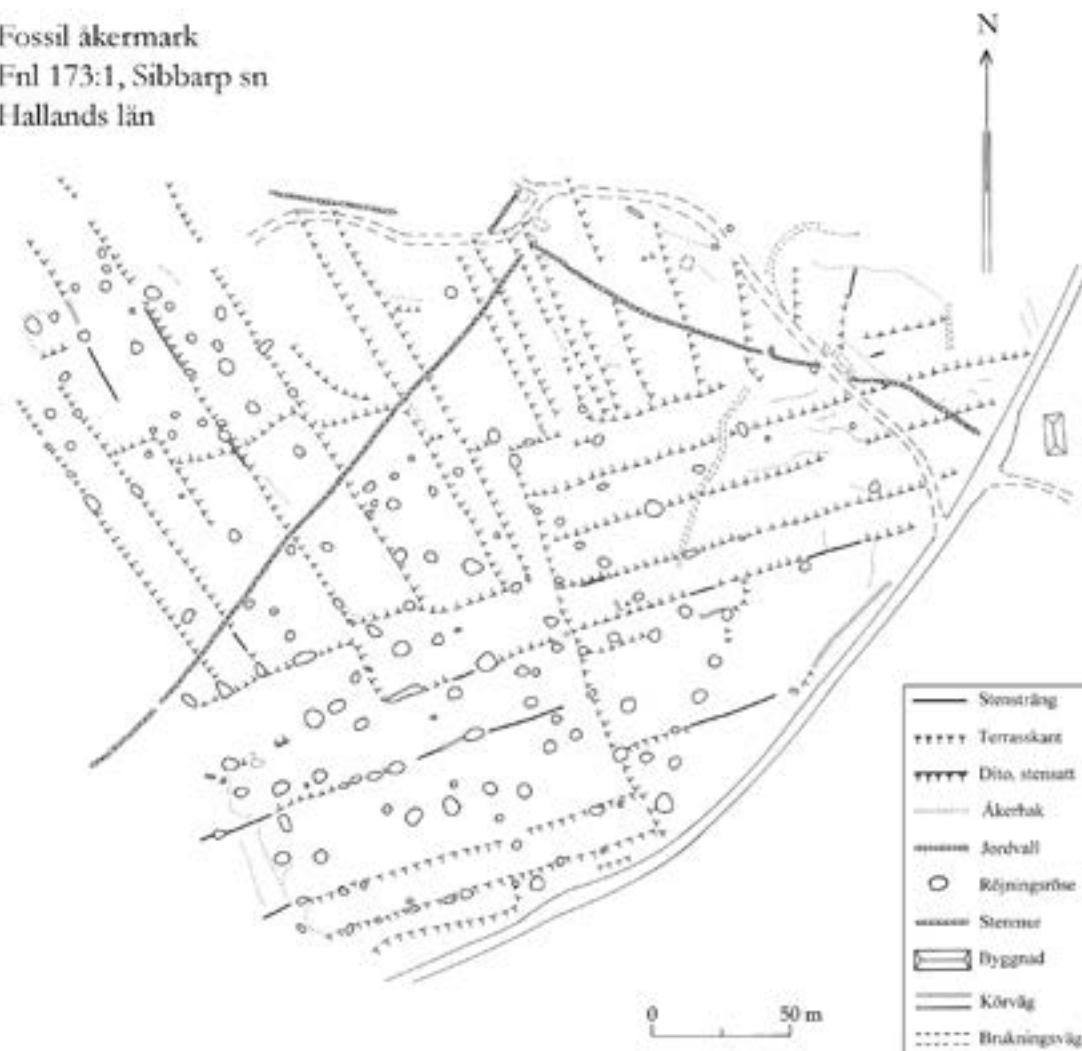 Fossil åkermark
Fnl 173:1, Sibbarp sn
Hallands län
N
Stensträng
Terrasskant
Dito, stensatt
Åkerhak
Jordvall
Röjningsröse
Stenmur
Byggnad
Körväg
Brukningsväg
0 50 m